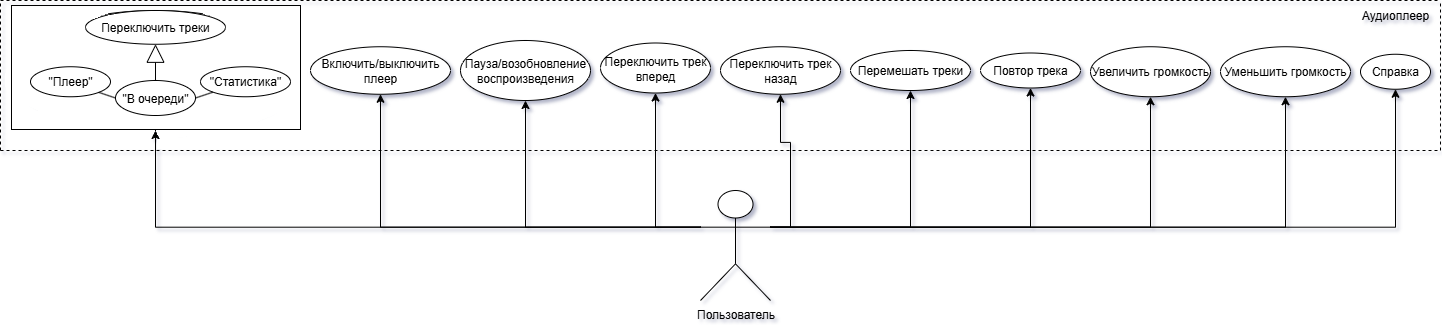 Аудиоплеер
Переключить треки
"Плеер"
"В очереди"
"Статистика"
Включить/выключить
плеер
Пауза/возобновление
воспроизведения
Переключить трек
вперед
Переключить трек
назад
Перемешать треки
Повтор трека
Увеличить громкость
Уменьшить громкость
Справка
Пользователь